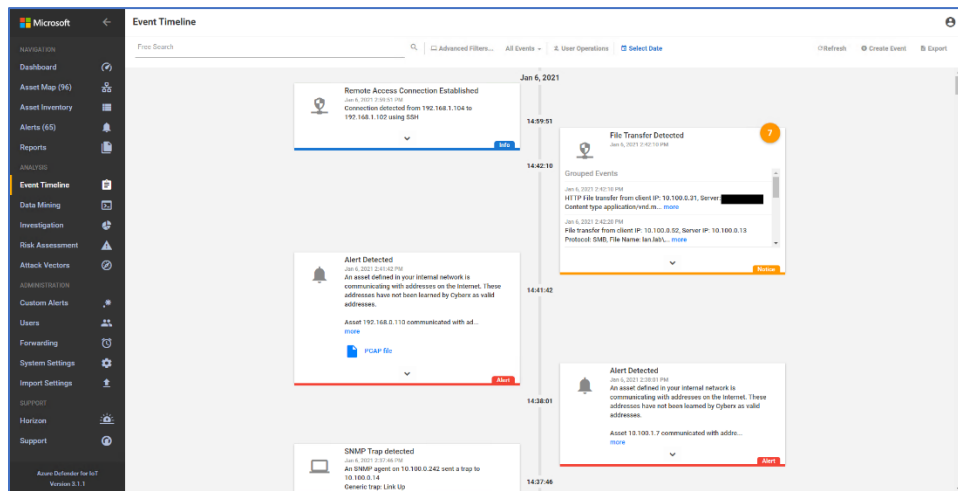 Microsoft
Event Timeline
NAVIGATION
Dashboard
Asset Map (96)
Asset Inventory
Alerts (65)
Reports
ANALYSIS
Event Timeline
Data Mining
Investigation
Risk Assessment
Attack Vectors
ADMINISTRATION
Custom Alerts
Users
Forwarding
System Settings
Import Settings
SUPPORT
Horizon
Support
Azure Defender for IoT
Version 3.1.1
Free Search
Advanced Filters...
All Events
User Operations
Select Date
Refresh
Create Event
Export
Jan 6, 2021
Remote Access Connection Established
Jan 6, 2021 2:59:51 PM
Connection detected from 192.168.1.104 to
192.168.1.102 using SSH
Info
14:59:51
File Transfer Detected
Jan 6, 2021 2:42:10 PM
7
14:42:10
Grouped Events
Jan 6, 2021 2:42:10 PM
HTTP File transfer from client IP: 10.100.0.31, Server:
Content type application/vnd.m... more
Jan 6, 2021 2:42:20 PM
File transfer from client IP: 10.100.0.52, Server IP: 10.100.0.13
Protocol: SMB, File Name: lan.lab\... more
Notice
Alert Detected
Jan 6, 2021 2:41:42 PM
An asset defined in your internal network is
communicating with addresses on the Internet. These
addresses have not been learned by Cyberx as valid
addresses.
Asset 192.168.0.110 communicated with ad...
more
PCAP file
Alert
14:41:42
Alert Detected
Jan 6, 2021 2:38:01 PM
An asset defined in your internal network is
communicating with addresses on the Internet. These
addresses have not been learned by Cyberx as valid
addresses.
Asset 10.100.1.7 communicated with addre...
more
Alert
14:38:01
SNMP Trap detected
Jan 6, 2021 2:37:46 PM
An SNMP agent on 10.100.0.242 sent a trap to
10.100.0.14
Generic trap: Link Up
14:37:46